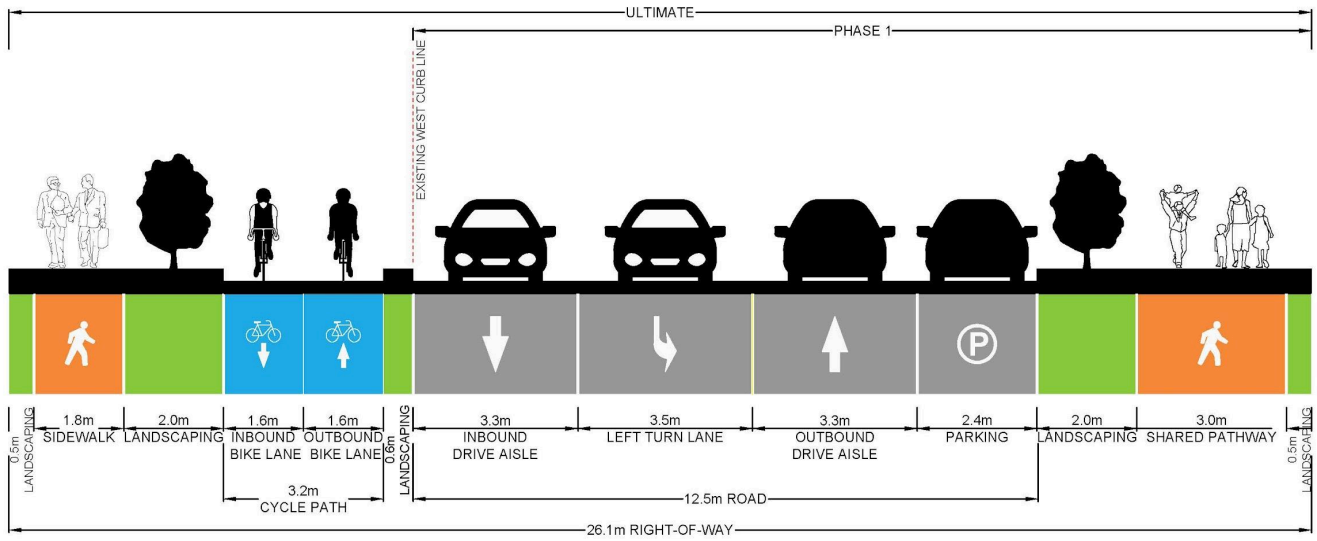 ULTIMATE
PHASE 1
EXISTING WEST CURB LINE
P
0.5m
LANDSCAPING
1.8m
SIDEWALK
2.0m
LANDSCAPING
1.6m
INBOUND
BIKE LANE
1.6m
OUTBOUND
BIKE LANE
0.6m
LANDSCAPING
3.3m
INBOUND
DRIVE AISLE
3.5m
LEFT TURN LANE
3.3m
OUTBOUND
DRIVE AISLE
2.4m
PARKING
2.0m
LANDSCAPING
3.0m
SHARED PATHWAY
0.5m
LANDSCAPING
3.2m
CYCLE PATH
12.5m ROAD
26.1m RIGHT-OF-WAY